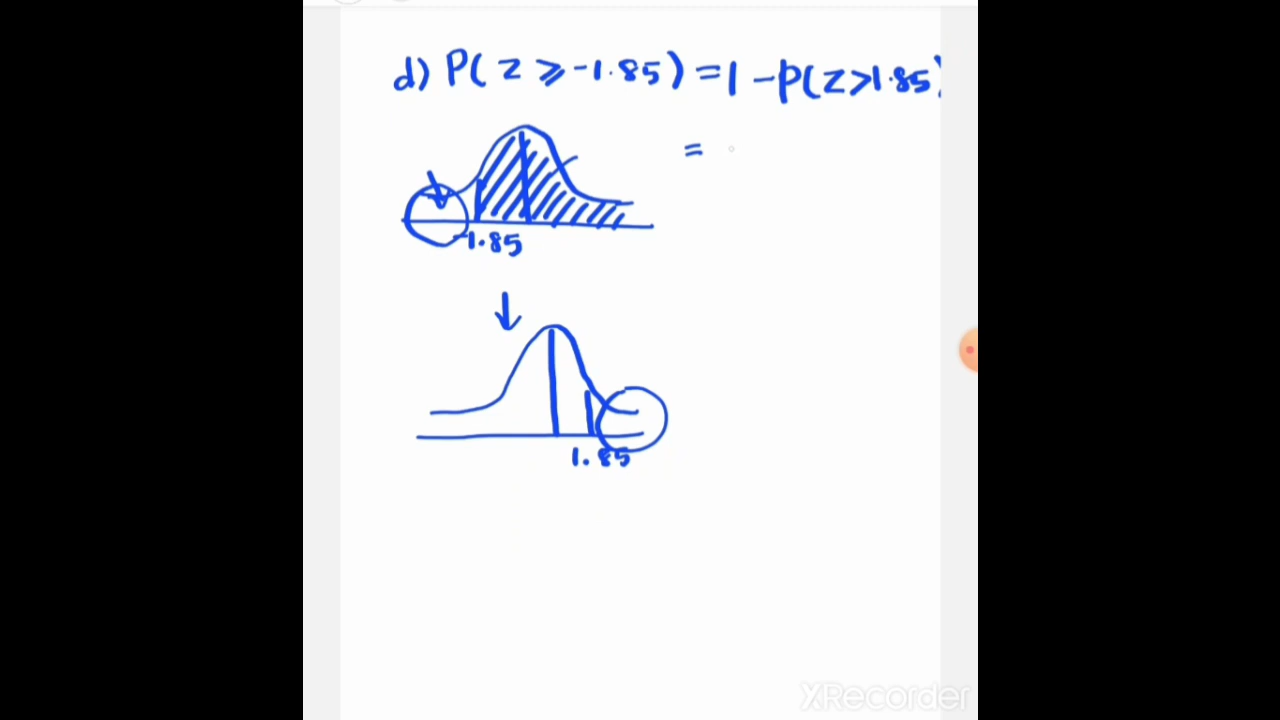 d) P( Z ⩾ -1.85 ) = 1 - P(Z>1.85)
=
-1.85
1.85
XRecorder